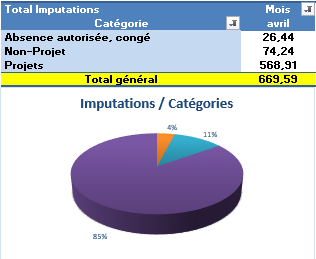 Total Imputations Mois
Catégorie avril
Absence autorisée, congé 26,44
Non-Projet 74,24
Projets 568,91
Total général 669,59
Imputations / Catégories
4%
11%
85%